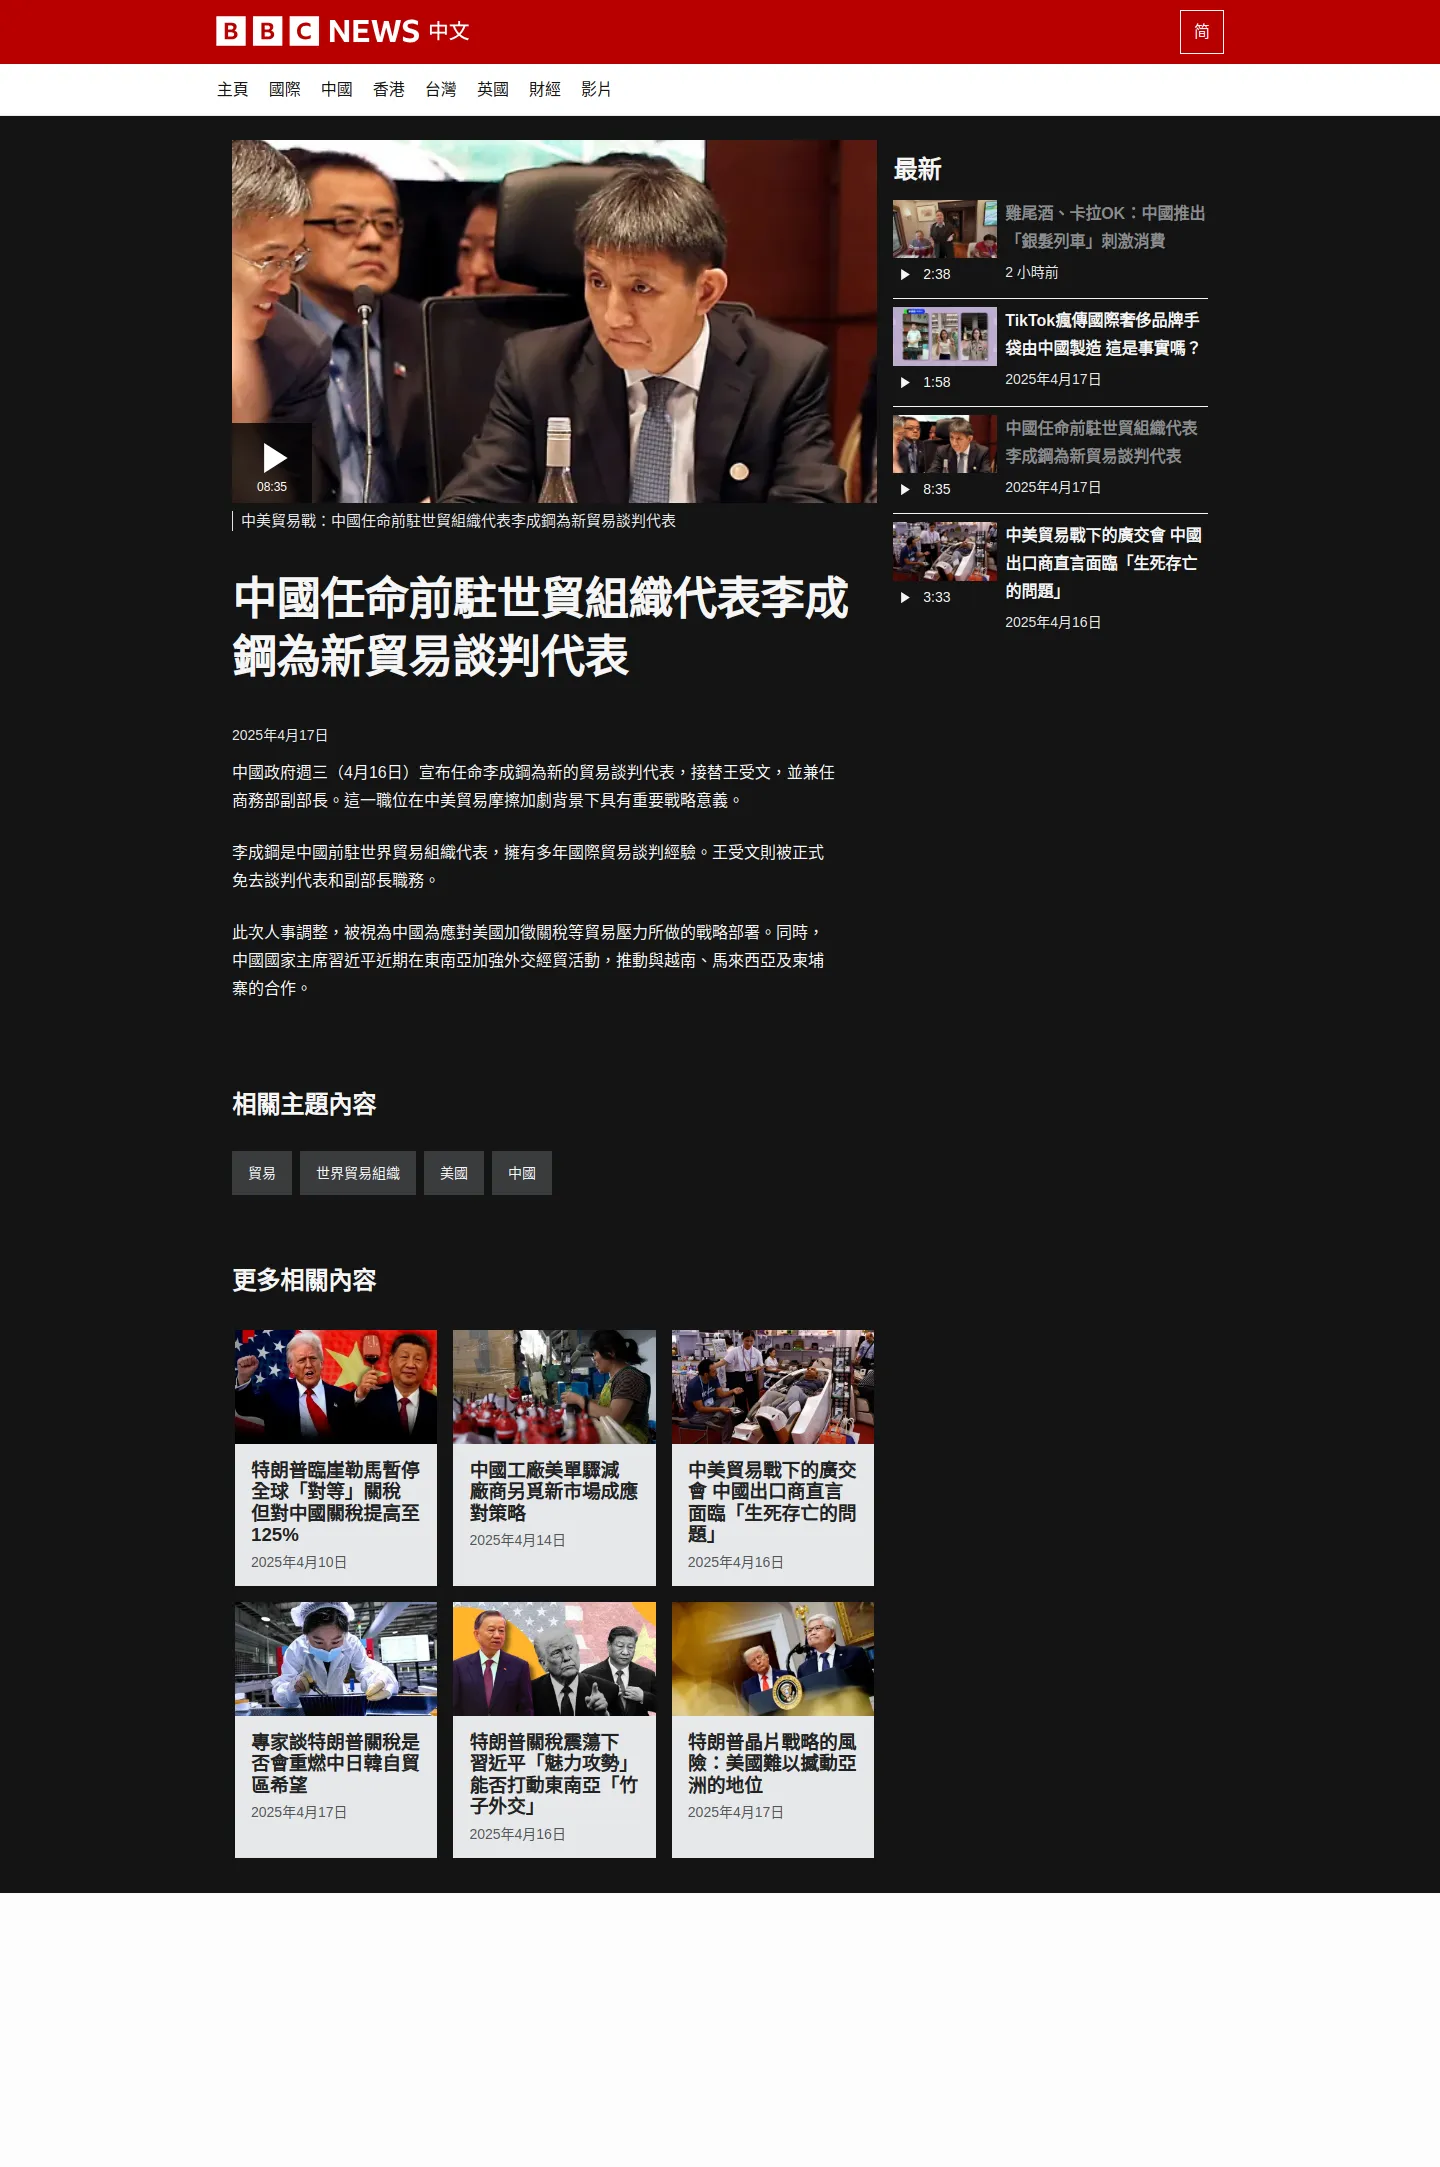 BBC NEWS 中文
简
主頁 國際 中國 香港 台灣 英國 財經 影片
08:35
中美貿易戰：中國任命前駐世貿組織代表李成鋼為新貿易談判代表
中國任命前駐世貿組織代表李成
鋼為新貿易談判代表
2025年4月17日
中國政府週三（4月16日）宣布任命李成鋼為新的貿易談判代表，接替王受文，並兼任
商務部副部長。這一職位在中美貿易摩擦加劇背景下具有重要戰略意義。
李成鋼是中國前駐世界貿易組織代表，擁有多年國際貿易談判經驗。王受文則被正式
免去談判代表和副部長職務。
此次人事調整，被視為中國為應對美國加徵關稅等貿易壓力所做的戰略部署。同時，
中國國家主席習近平近期在東南亞加強外交經貿活動，推動與越南、馬來西亞及柬埔
寨的合作。
最新
雞尾酒、卡拉OK：中國推出
「銀髮列車」刺激消費
2:38
2 小時前
TikTok瘋傳國際奢侈品牌手
袋由中國製造 這是事實嗎？
1:58
2025年4月17日
中國任命前駐世貿組織代表
李成鋼為新貿易談判代表
8:35
2025年4月17日
中美貿易戰下的廣交會 中國
出口商直言面臨「生死存亡
的問題」
3:33
2025年4月16日
相關主題內容
貿易 世界貿易組織 美國 中國
更多相關內容
特朗普臨崖勒馬暫停
全球「對等」關稅
但對中國關稅提高至
125%
2025年4月10日
中國工廠美單驟減
廠商另覓新市場成應
對策略
2025年4月14日
中美貿易戰下的廣交
會 中國出口商直言
面臨「生死存亡的問
題」
2025年4月16日
專家談特朗普關稅是
否會重燃中日韓自貿
區希望
2025年4月17日
特朗普關稅震蕩下
習近平「魅力攻勢」
能否打動東南亞「竹
子外交」
2025年4月16日
特朗普晶片戰略的風
險：美國難以撼動亞
洲的地位
2025年4月17日